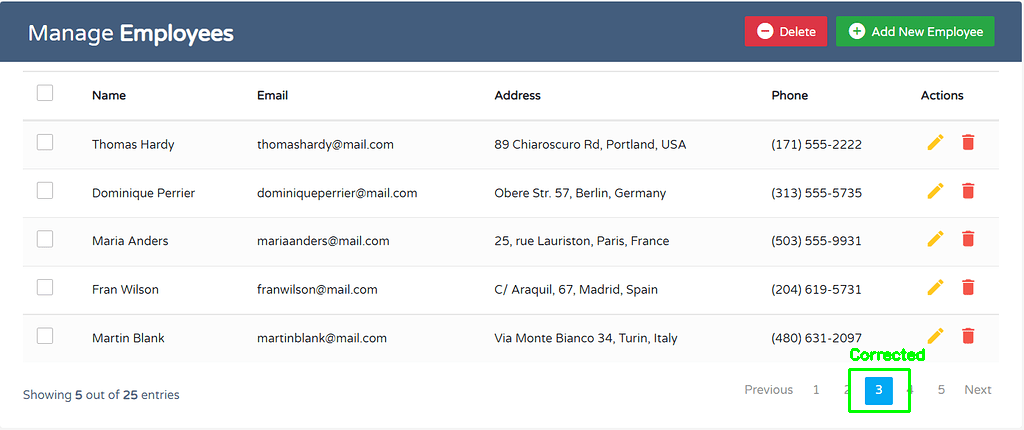 Manage Employees
Delete
Add New Employee
Name Email Address Phone Actions
Thomas Hardy thomashardy@mail.com 89 Chiaroscuro Rd, Portland, USA (171) 555-2222
Dominique Perrier dominiqueperrier@mail.com Obere Str. 57, Berlin, Germany (313) 555-5735
Maria Anders mariaanders@mail.com 25, rue Lauriston, Paris, France (503) 555-9931
Fran Wilson franwilson@mail.com C/ Araquil, 67, Madrid, Spain (204) 619-5731
Martin Blank martinblank@mail.com Via Monte Bianco 34, Turin, Italy (480) 631-2097
Corrected
Showing 5 out of 25 entries
Previous 1 2 3 4 5 Next